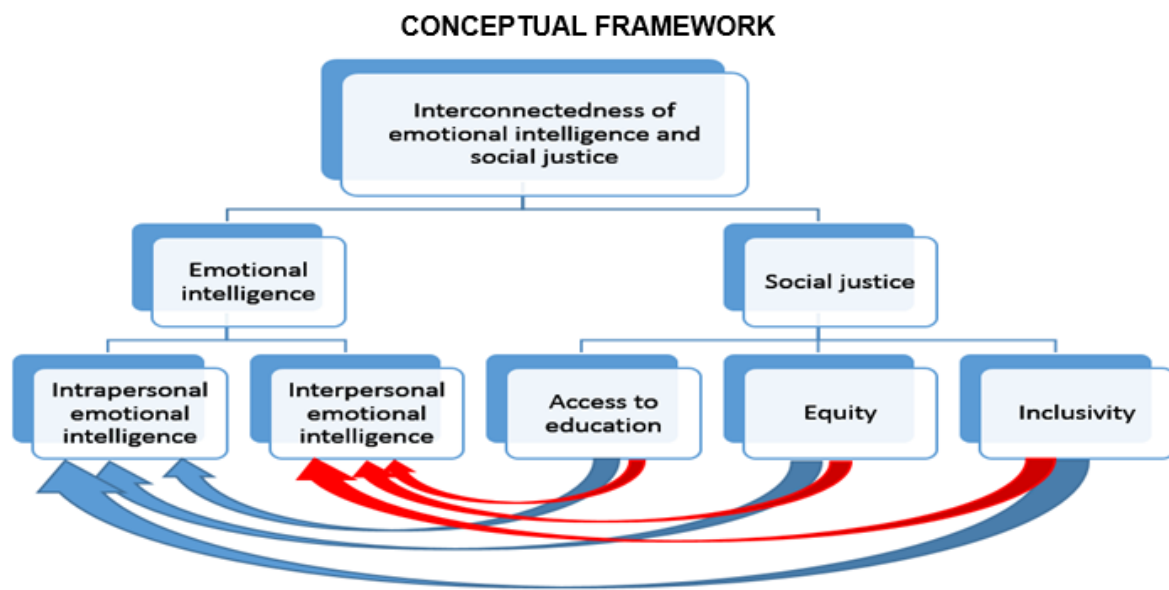 CONCEPTUAL FRAMEWORK
Interconnectedness of
emotional intelligence and
social justice
Emotional
intelligence
Social justice
Intrapersonal
emotional
intelligence
Interpersonal
emotional
intelligence
Access to
education
Equity
Inclusivity